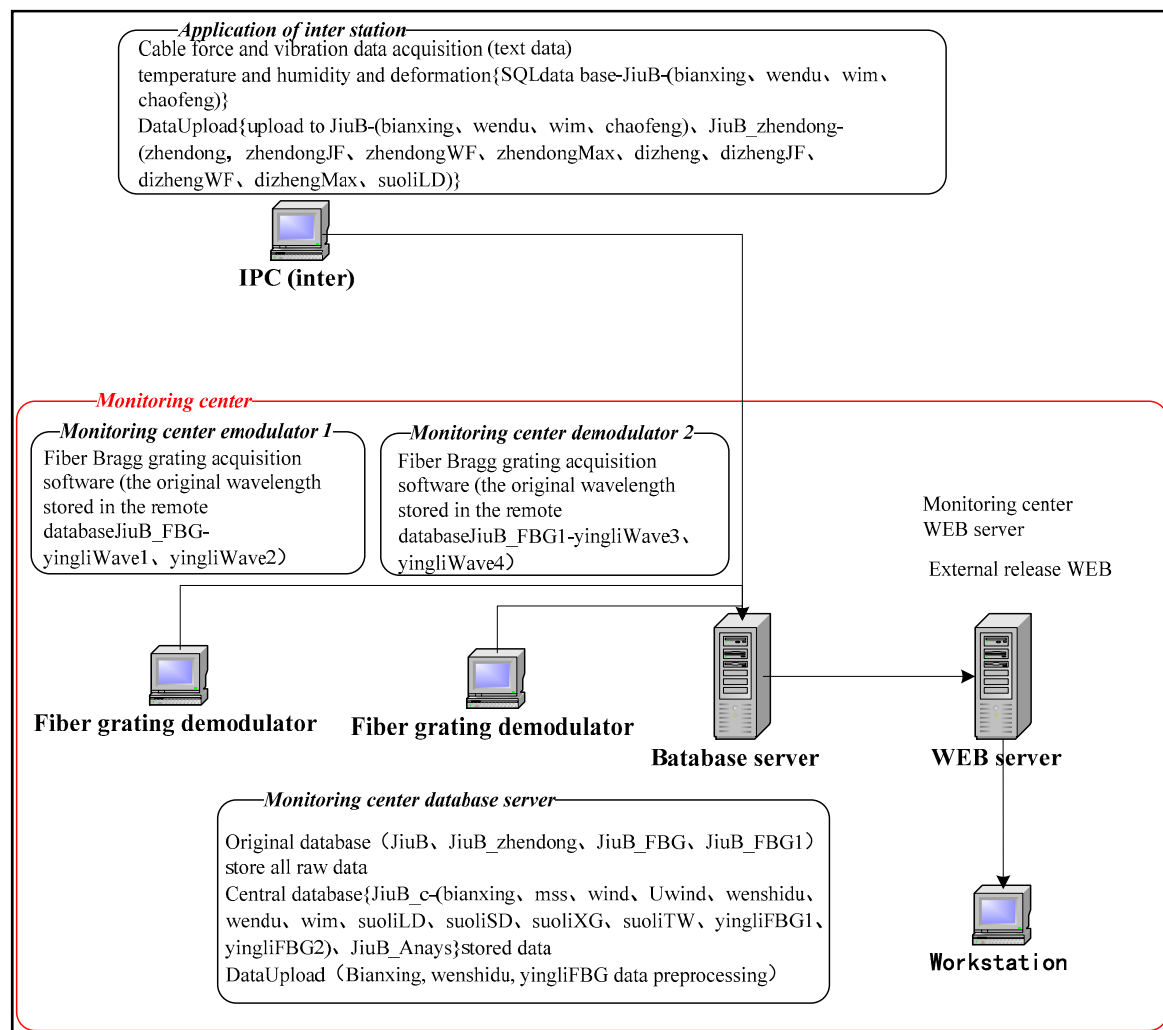 Application of inter station
Cable force and vibration data acquisition (text data)
temperature and humidity and deformation{SQLdata base-JiuB-(bianxing、wendu、wim、
chaofeng)}
DataUpload{upload to JiuB-(bianxing、wendu、wim、chaofeng)、JiuB_zhendong-
(zhendong，zhendongJF、zhendongWF、zhendongMax、dizheng、dizhengJF、
dizhengWF、dizhengMax、suoliLD)}
IPC (inter)
Monitoring center
Monitoring center emodulator 1
Fiber Bragg grating acquisition
software (the original wavelength
stored in the remote
databaseJiuB_FBG-
yingliWave1、yingliWave2）
Monitoring center demodulator 2
Fiber Bragg grating acquisition
software (the original wavelength
stored in the remote
databaseJiuB_FBG1-yingliWave3、
yingliWave4）
Monitoring center
WEB server
External release WEB
Fiber grating demodulator
Fiber grating demodulator
Batabase server
WEB server
Monitoring center database server
Original database（JiuB、JiuB_zhendong、JiuB_FBG、JiuB_FBG1）
store all raw data
Central database{JiuB_c-(bianxing、mss、wind、Uwind、wenshidu、
wendu、wim、suoliLD、suoliSD、suoliXG、suoliTW、yingliFBG1、
yingliFBG2)、JiuB_Anays}stored data
DataUpload（Bianxing, wenshidu, yingliFBG data preprocessing）
Workstation